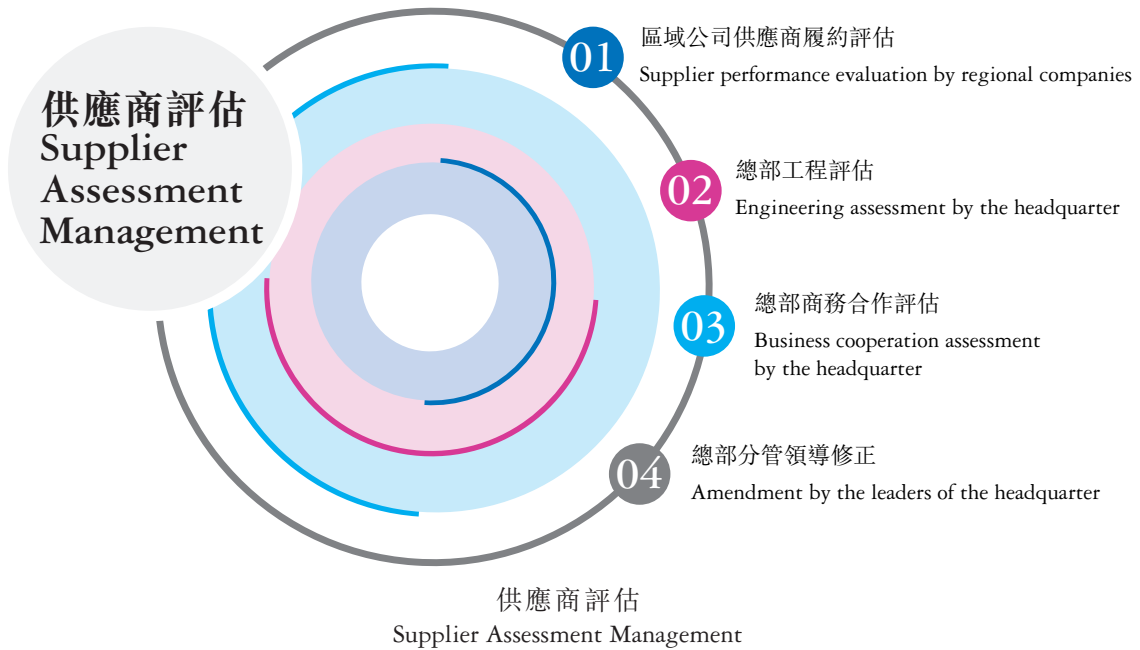 供應商評估
Supplier
Assessment
Management
01
區域公司供應商履約評估
Supplier performance evaluation by regional companies
02
總部工程評估
Engineering assessment by the headquarter
03
總部商務合作評估
Business cooperation assessment
by the headquarter
04
總部分管領導修正
Amendment by the leaders of the headquarter
供應商評估
Supplier Assessment Management